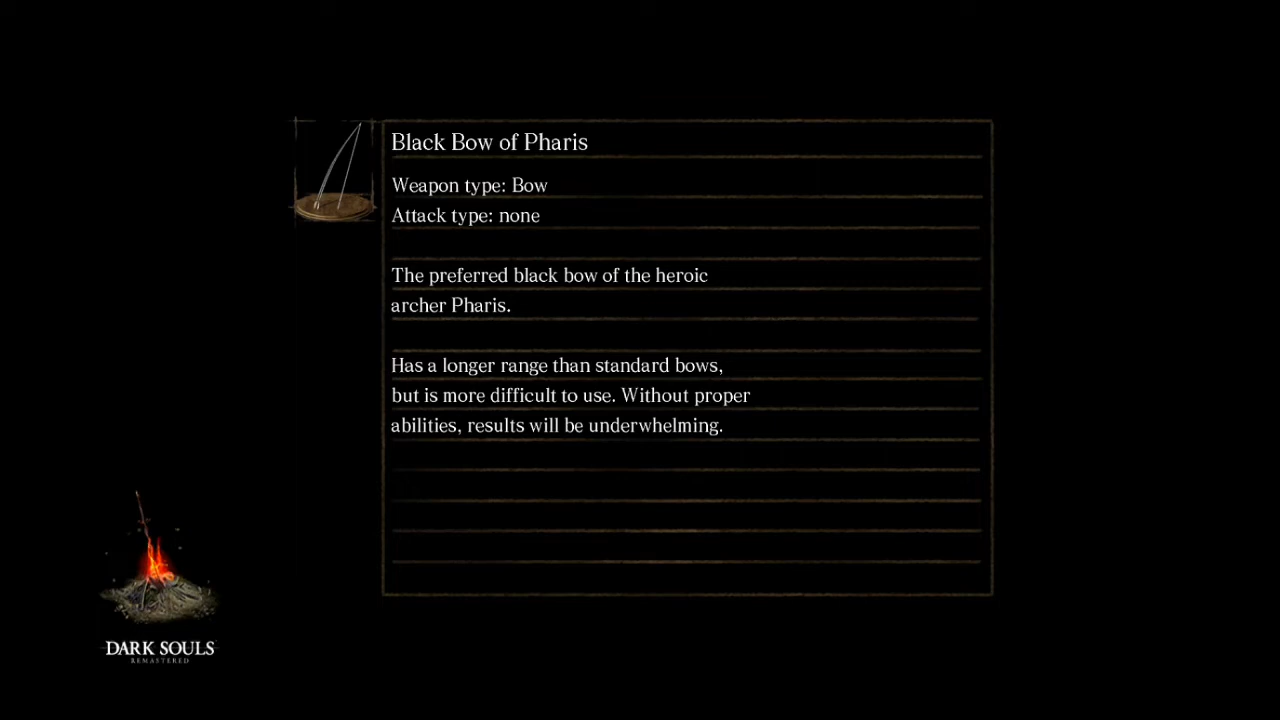 Black Bow of Pharis
Weapon type: Bow
Attack type: none
The preferred black bow of the heroic
archer Pharis.
Has a longer range than standard bows,
but is more difficult to use. Without proper
abilities, results will be underwhelming.
DARK SOULS
REMASTERED